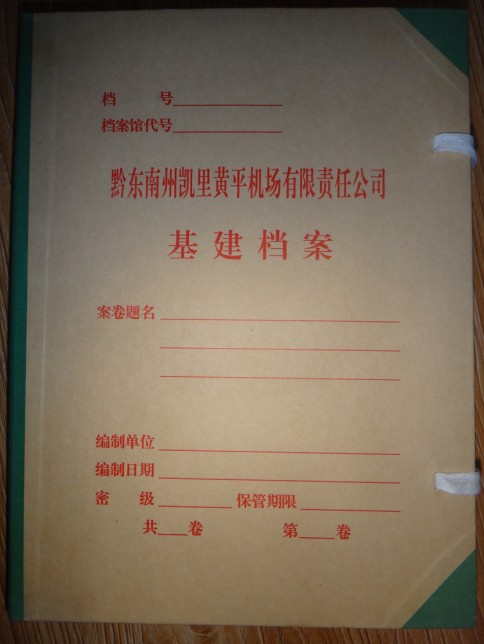 档 号
档案馆代号
黔东南州凯里黄平机场有限责任公司
基建档案
案卷题名
编制单位
编制日期
密 级 保管期限
共 卷 第 卷